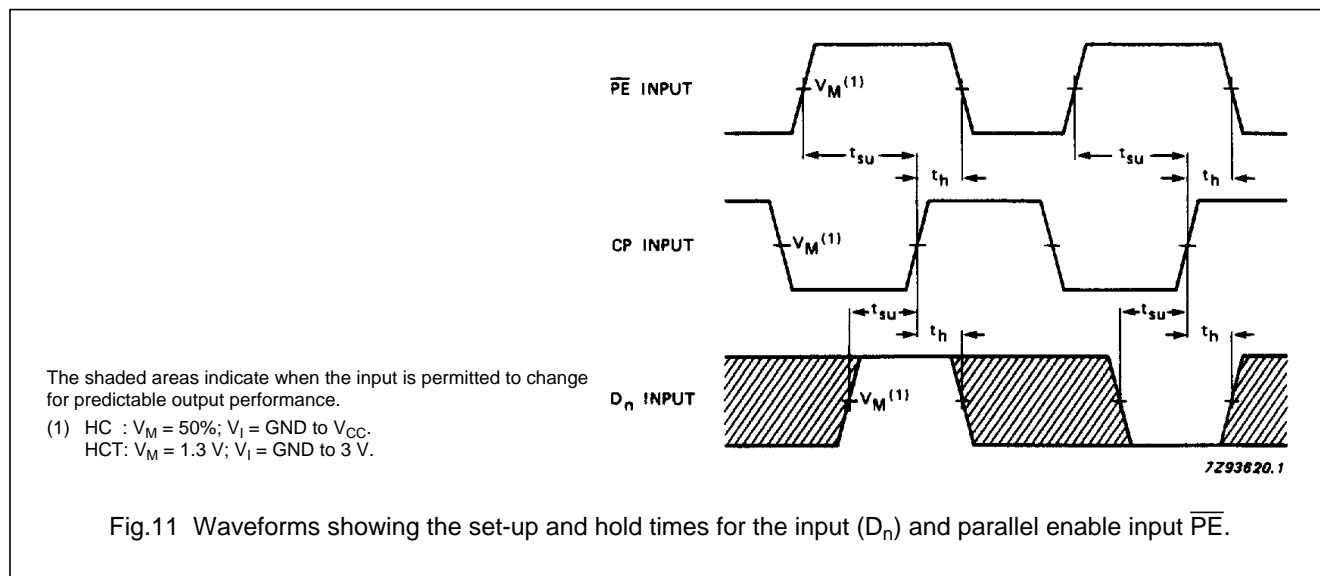 P̅E̅ INPUT
V_M(1)
t_su
t_su
t_h
t_h
CP INPUT
V_M(1)
t_su
t_su
t_h
t_h
D_n INPUT
V_M(1)
The shaded areas indicate when the input is permitted to change
for predictable output performance.
(1) HC : V_M = 50%; V_I = GND to V_CC.
HCT: V_M = 1.3 V; V_I = GND to 3 V.
7Z93620.1
Fig.11 Waveforms showing the set-up and hold times for the input (D_n) and parallel enable input P̅E̅.